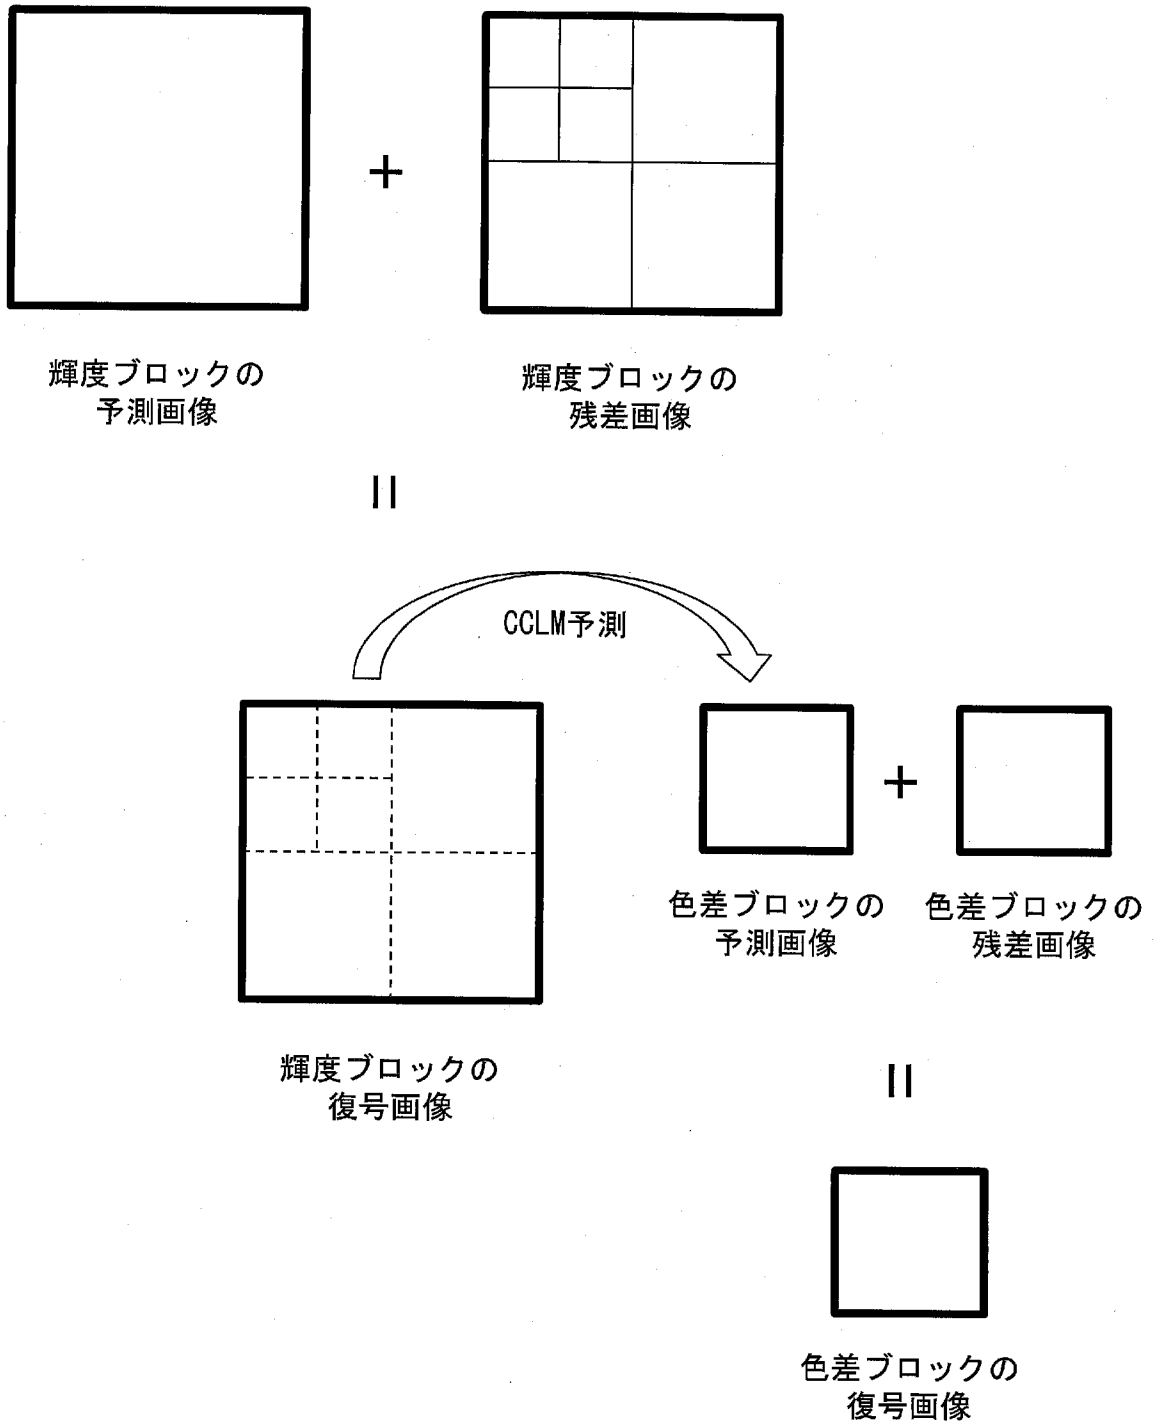 輝度ブロックの
予測画像
+
輝度ブロックの
残差画像
=
CCLM予測
輝度ブロックの
復号画像
色差ブロックの
予測画像
+
色差ブロックの
残差画像
=
色差ブロックの
復号画像